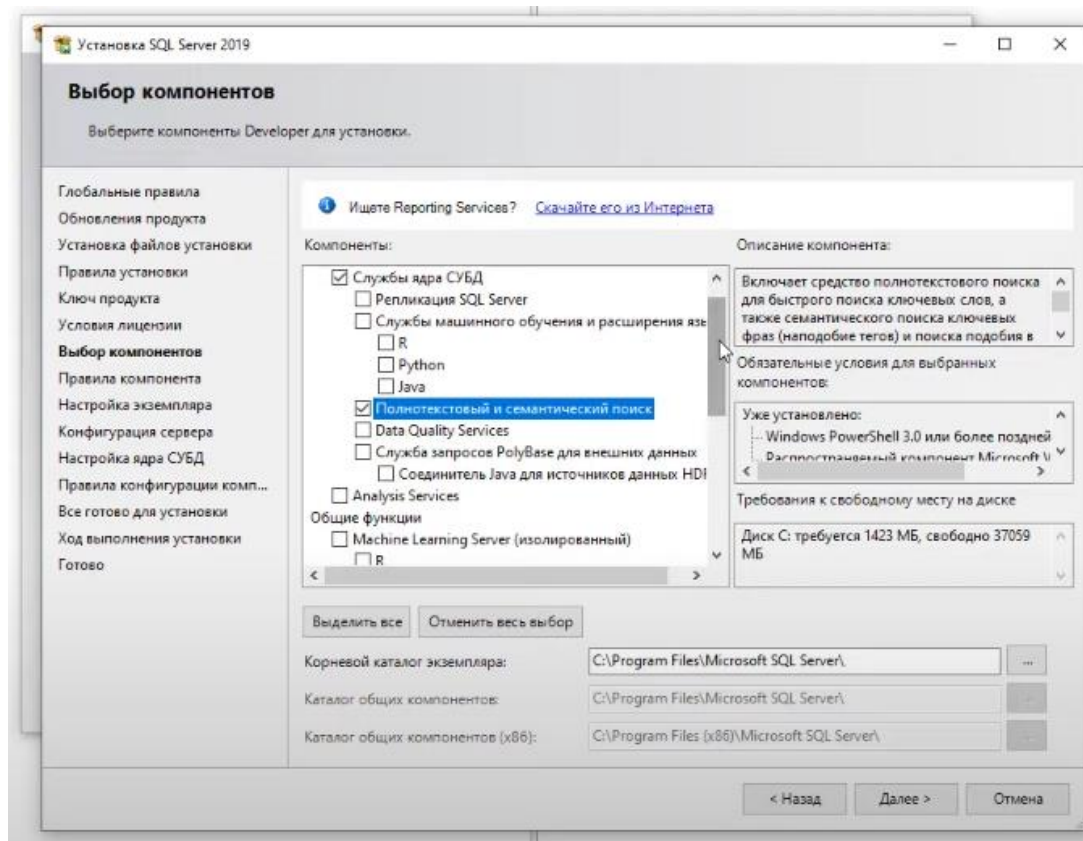 Установка SQL Server 2019
Выбор компонентов
Выберите компоненты Developer для установки.
Глобальные правила
Обновления продукта
Установка файлов установки
Правила установки
Ключ продукта
Условия лицензии
Выбор компонентов
Правила компонента
Настройка экземпляра
Конфигурация сервера
Настройка ядра СУБД
Правила конфигурации комп...
Все готово для установки
Ход выполнения установки
Готово
Ищете Reporting Services? Скачайте его из Интернета
Компоненты:
Службы ядра СУБД
Репликация SQL Server
Службы машинного обучения и расширения язы
R
Python
Java
Полнотекстовый и семантический поиск
Data Quality Services
Служба запросов PolyBase для внешних данных
Соединитель Java для источников данных HDF
Analysis Services
Общие функции
Machine Learning Server (изолированный)
R
Описание компонента:
Включает средство полнотекстового поиска
для быстрого поиска ключевых слов, а
также семантического поиска ключевых
фраз (наподобие тегов) и поиска подобия в
Обязательные условия для выбранных
компонентов:
Уже установлено:
Windows PowerShell 3.0 или более поздней
Распространяемый компонент Microsoft V
Требования к свободному месту на диске
Диск C: требуется 1423 МБ, свободно 37059
МБ
Выделить все
Отменить весь выбор
Корневой каталог экземпляра:
C:\Program Files\Microsoft SQL Server\
...
Каталог общих компонентов:
C:\Program Files\Microsoft SQL Server\
Каталог общих компонентов (x86):
C:\Program Files (x86)\Microsoft SQL Server\
< Назад
Далее >
Отмена